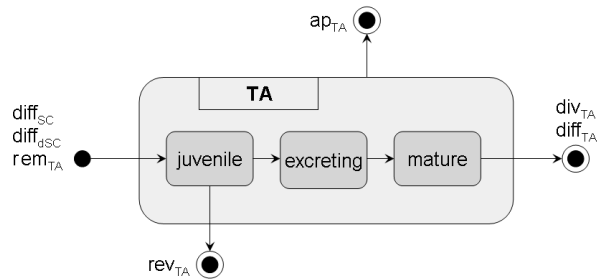 ap_TA
TA
diff_SC
diff_dSC
rem_TA
juvenile
excreting
mature
div_TA
diff_TA
rev_TA